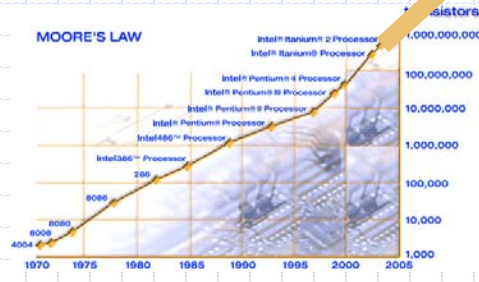 transistors
MOORE'S LAW
Intel® Itanium® 2 Processor
Intel® Itanium® Processor
Intel® Pentium® 4 Processor
Intel® Pentium® III Processor
Intel® Pentium® II Processor
Intel® Pentium® Processor
Intel486™ Processor
Intel386™ Processor
286
8086
8080
8008
4004
1,000,000,000
100,000,000
10,000,000
1,000,000
100,000
10,000
1,000
1970 1975 1980 1985 1990 1995 2000 2005